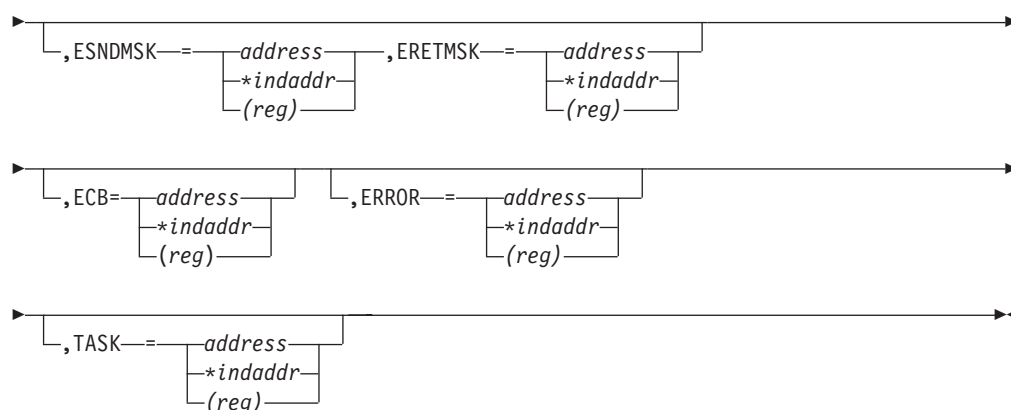 ,ESNDMSK = address ,ERETMSK = address
*indaddr *indaddr
(reg) (reg)
,ECB= address ,ERROR = address
*indaddr *indaddr
(reg) (reg)
,TASK = address
*indaddr
(reg)